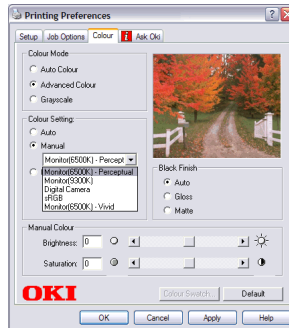 Printing Preferences
Setup Job Options Colour i Ask Oki
Colour Mode
Auto Colour
Advanced Colour
Grayscale
Colour Setting:
Auto
Manual
Monitor(6500K) - Percept
Monitor(6500K) - Perceptual
Monitor(9300K)
Digital Camera
sRGB
Monitor(6500K) - Vivid
Black Finish
Auto
Gloss
Matte
Manual Colour
Brightness: 0
Saturation: 0
OKI
Colour Swatch... Default
OK Cancel Apply Help